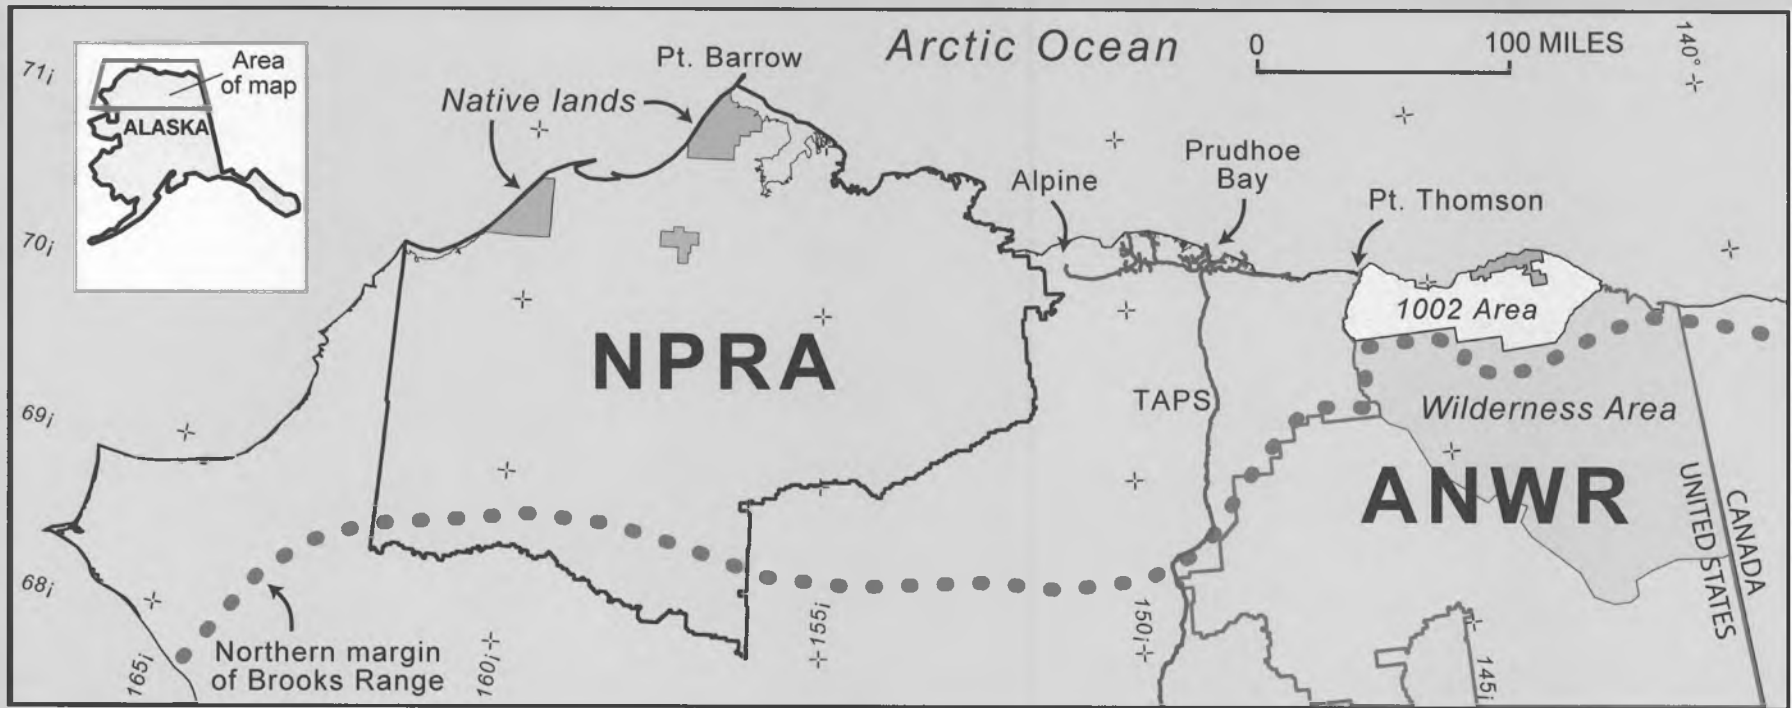 Arctic Ocean
0
100 MILES
140°
71¡
70¡
69¡
68¡
Area
of map
ALASKA
Pt. Barrow
Native lands
Alpine
Prudhoe
Bay
Pt. Thomson
1002 Area
NPRA
TAPS
Wilderness Area
ANWR
CANADA
UNITED STATES
Northern margin
of Brooks Range
165¡
160¡
155¡
150¡
145¡